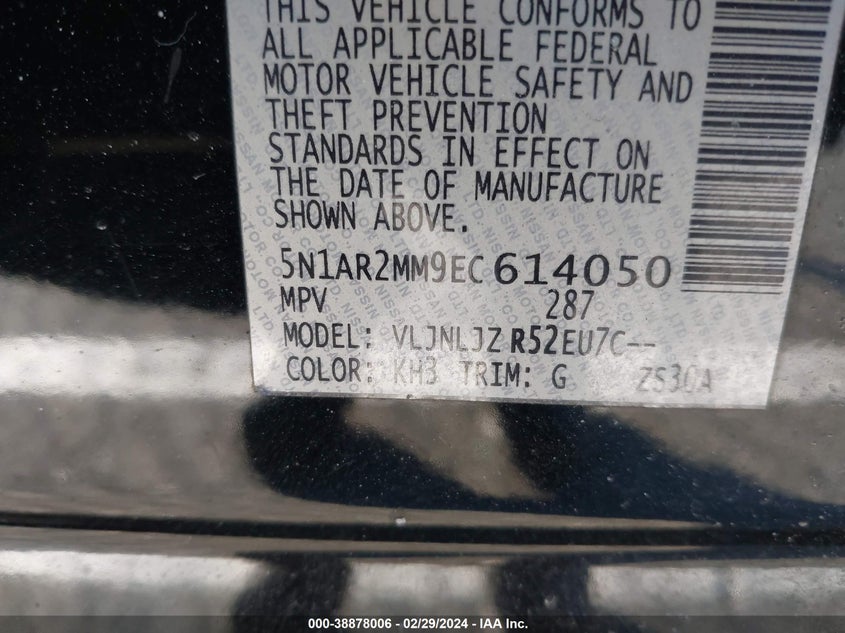 THIS VEHICLE CONFORMS TO
ALL APPLICABLE FEDERAL
MOTOR VEHICLE SAFETY AND
THEFT PREVENTION
STANDARDS IN EFFECT ON
THE DATE OF MANUFACTURE
SHOWN ABOVE.
5N1AR2MM9EC614050
MPV 287
MODEL: VLJNLJZ R52EU7C--
COLOR: KH3 TRIM: G ZS30A
000-38878006 - 02/29/2024 - IAA Inc.